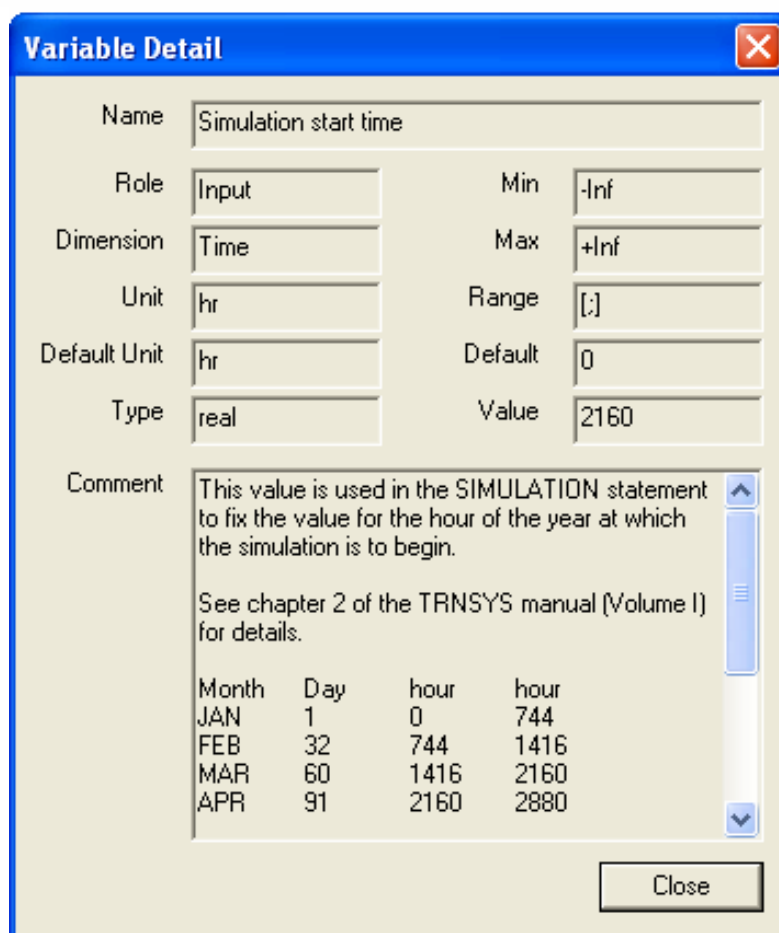 Variable Detail
Name Simulation start time
Role Input Min -Inf
Dimension Time Max +Inf
Unit hr Range [;]
Default Unit hr Default 0
Type real Value 2160
Comment This value is used in the SIMULATION statement
to fix the value for the hour of the year at which
the simulation is to begin.
See chapter 2 of the TRNSYS manual (Volume I)
for details.
Month Day hour hour
JAN 1 0 744
FEB 32 744 1416
MAR 60 1416 2160
APR 91 2160 2880
Close